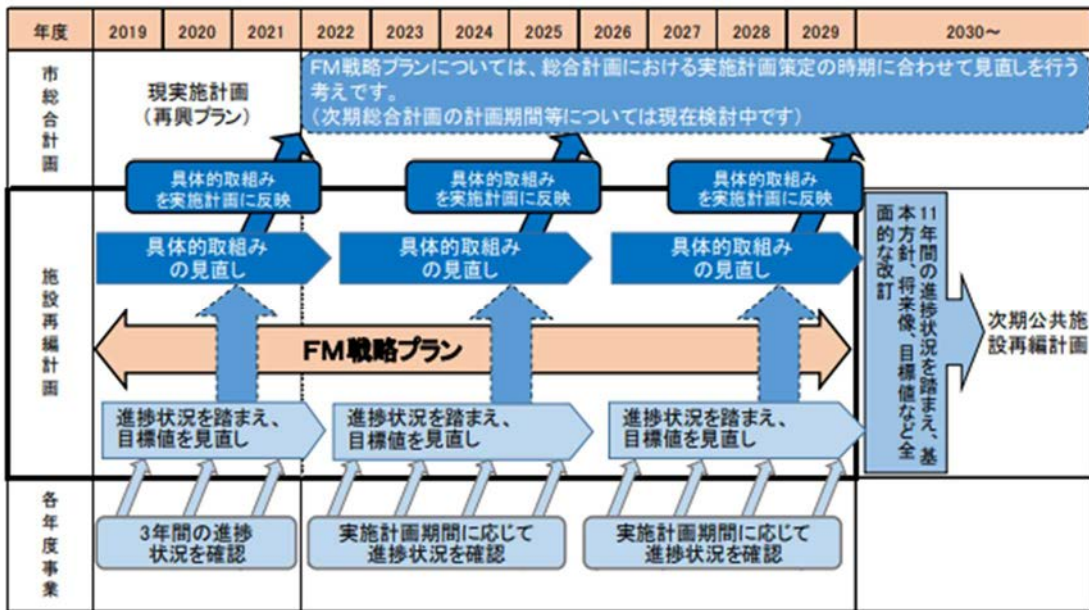 年度 2019 2020 2021 2022 2023 2024 2025 2026 2027 2028 2029 2030～
市総合計画
現実施計画
（再興プラン）
FM戦略プランについては、総合計画における実施計画策定の時期に合わせて見直しを行う
考えです。
（次期総合計画の計画期間等については現在検討中です）
具体的取組み
を実施計画に反映
具体的取組み
を実施計画に反映
具体的取組み
を実施計画に反映
施設再編計画
具体的取組み
の見直し
具体的取組み
の見直し
具体的取組み
の見直し
FM戦略プラン
進捗状況を踏まえ、
目標値を見直し
進捗状況を踏まえ、
目標値を見直し
進捗状況を踏まえ、
目標値を見直し
11年間の進捗状況を踏まえ、基
本方針、将来像、目標値など全
面的な改訂
次期公共施
設再編計画
各年度事業
3年間の進捗
状況を確認
実施計画期間に応じて
進捗状況を確認
実施計画期間に応じて
進捗状況を確認